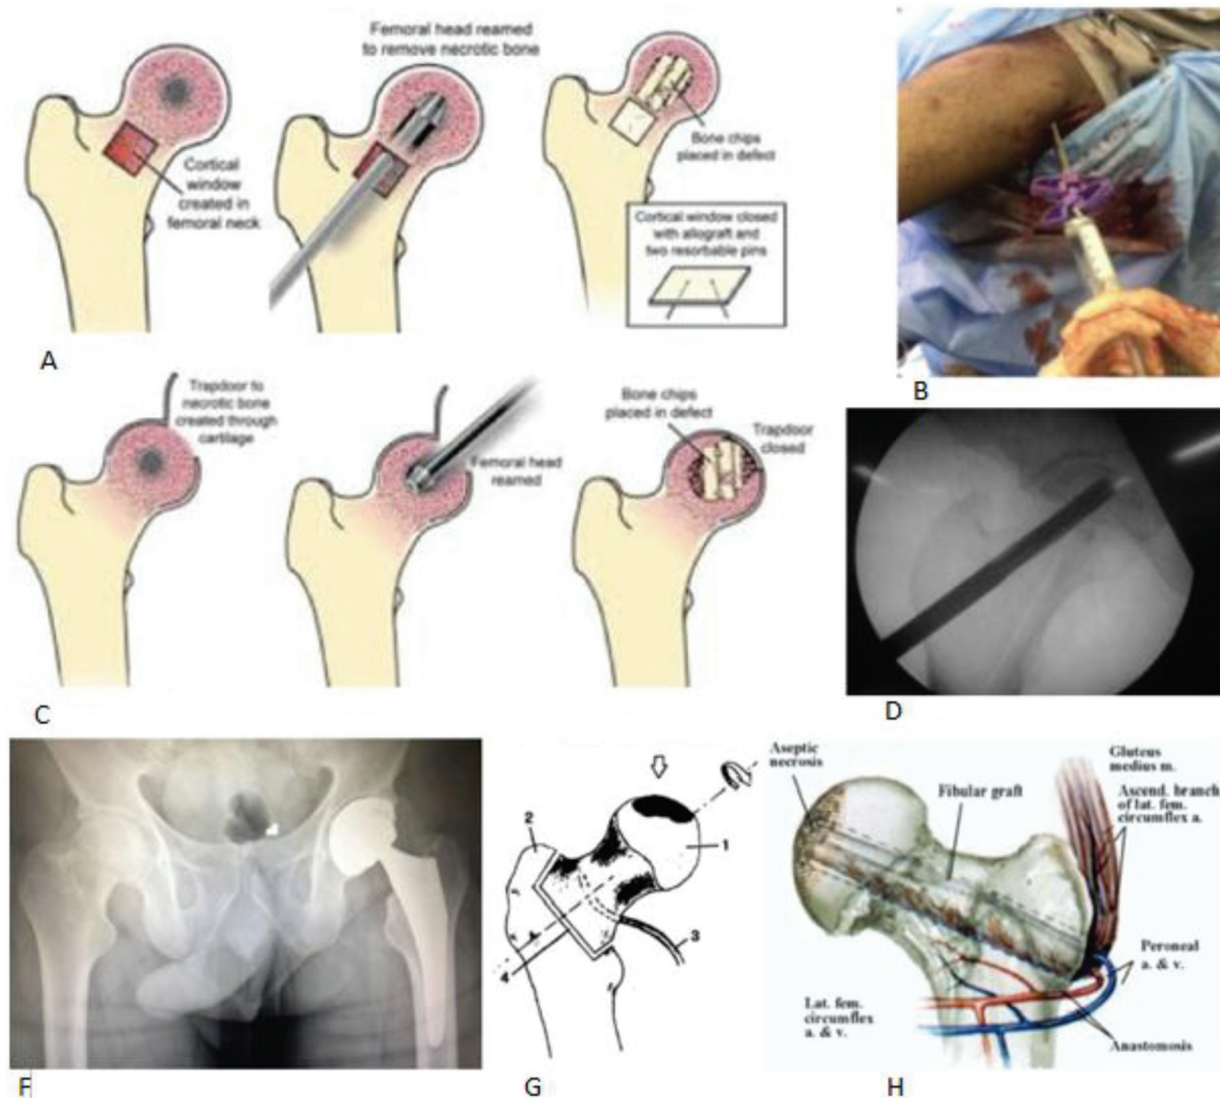 Femoral head reamed
to remove necrotic bone
Cortical
window
created in
femoral neck
Bone chips
placed in defect
Cortical window closed
with allograft and
two resorbable pins
A
B
Trapdoor to
necrotic bone
created through
cartilage
Femoral head
reamed
Bone chips
placed in defect
Trapdoor
closed
C
D
F
2
1
3
4
G
Aseptic
necrosis
Fibular graft
Gluteus
medius m.
Ascend. branch
of lat. fem.
circumflex a.
Peroneal
a. & v.
Lat. fem.
circumflex
a. & v.
Anastomosis
H